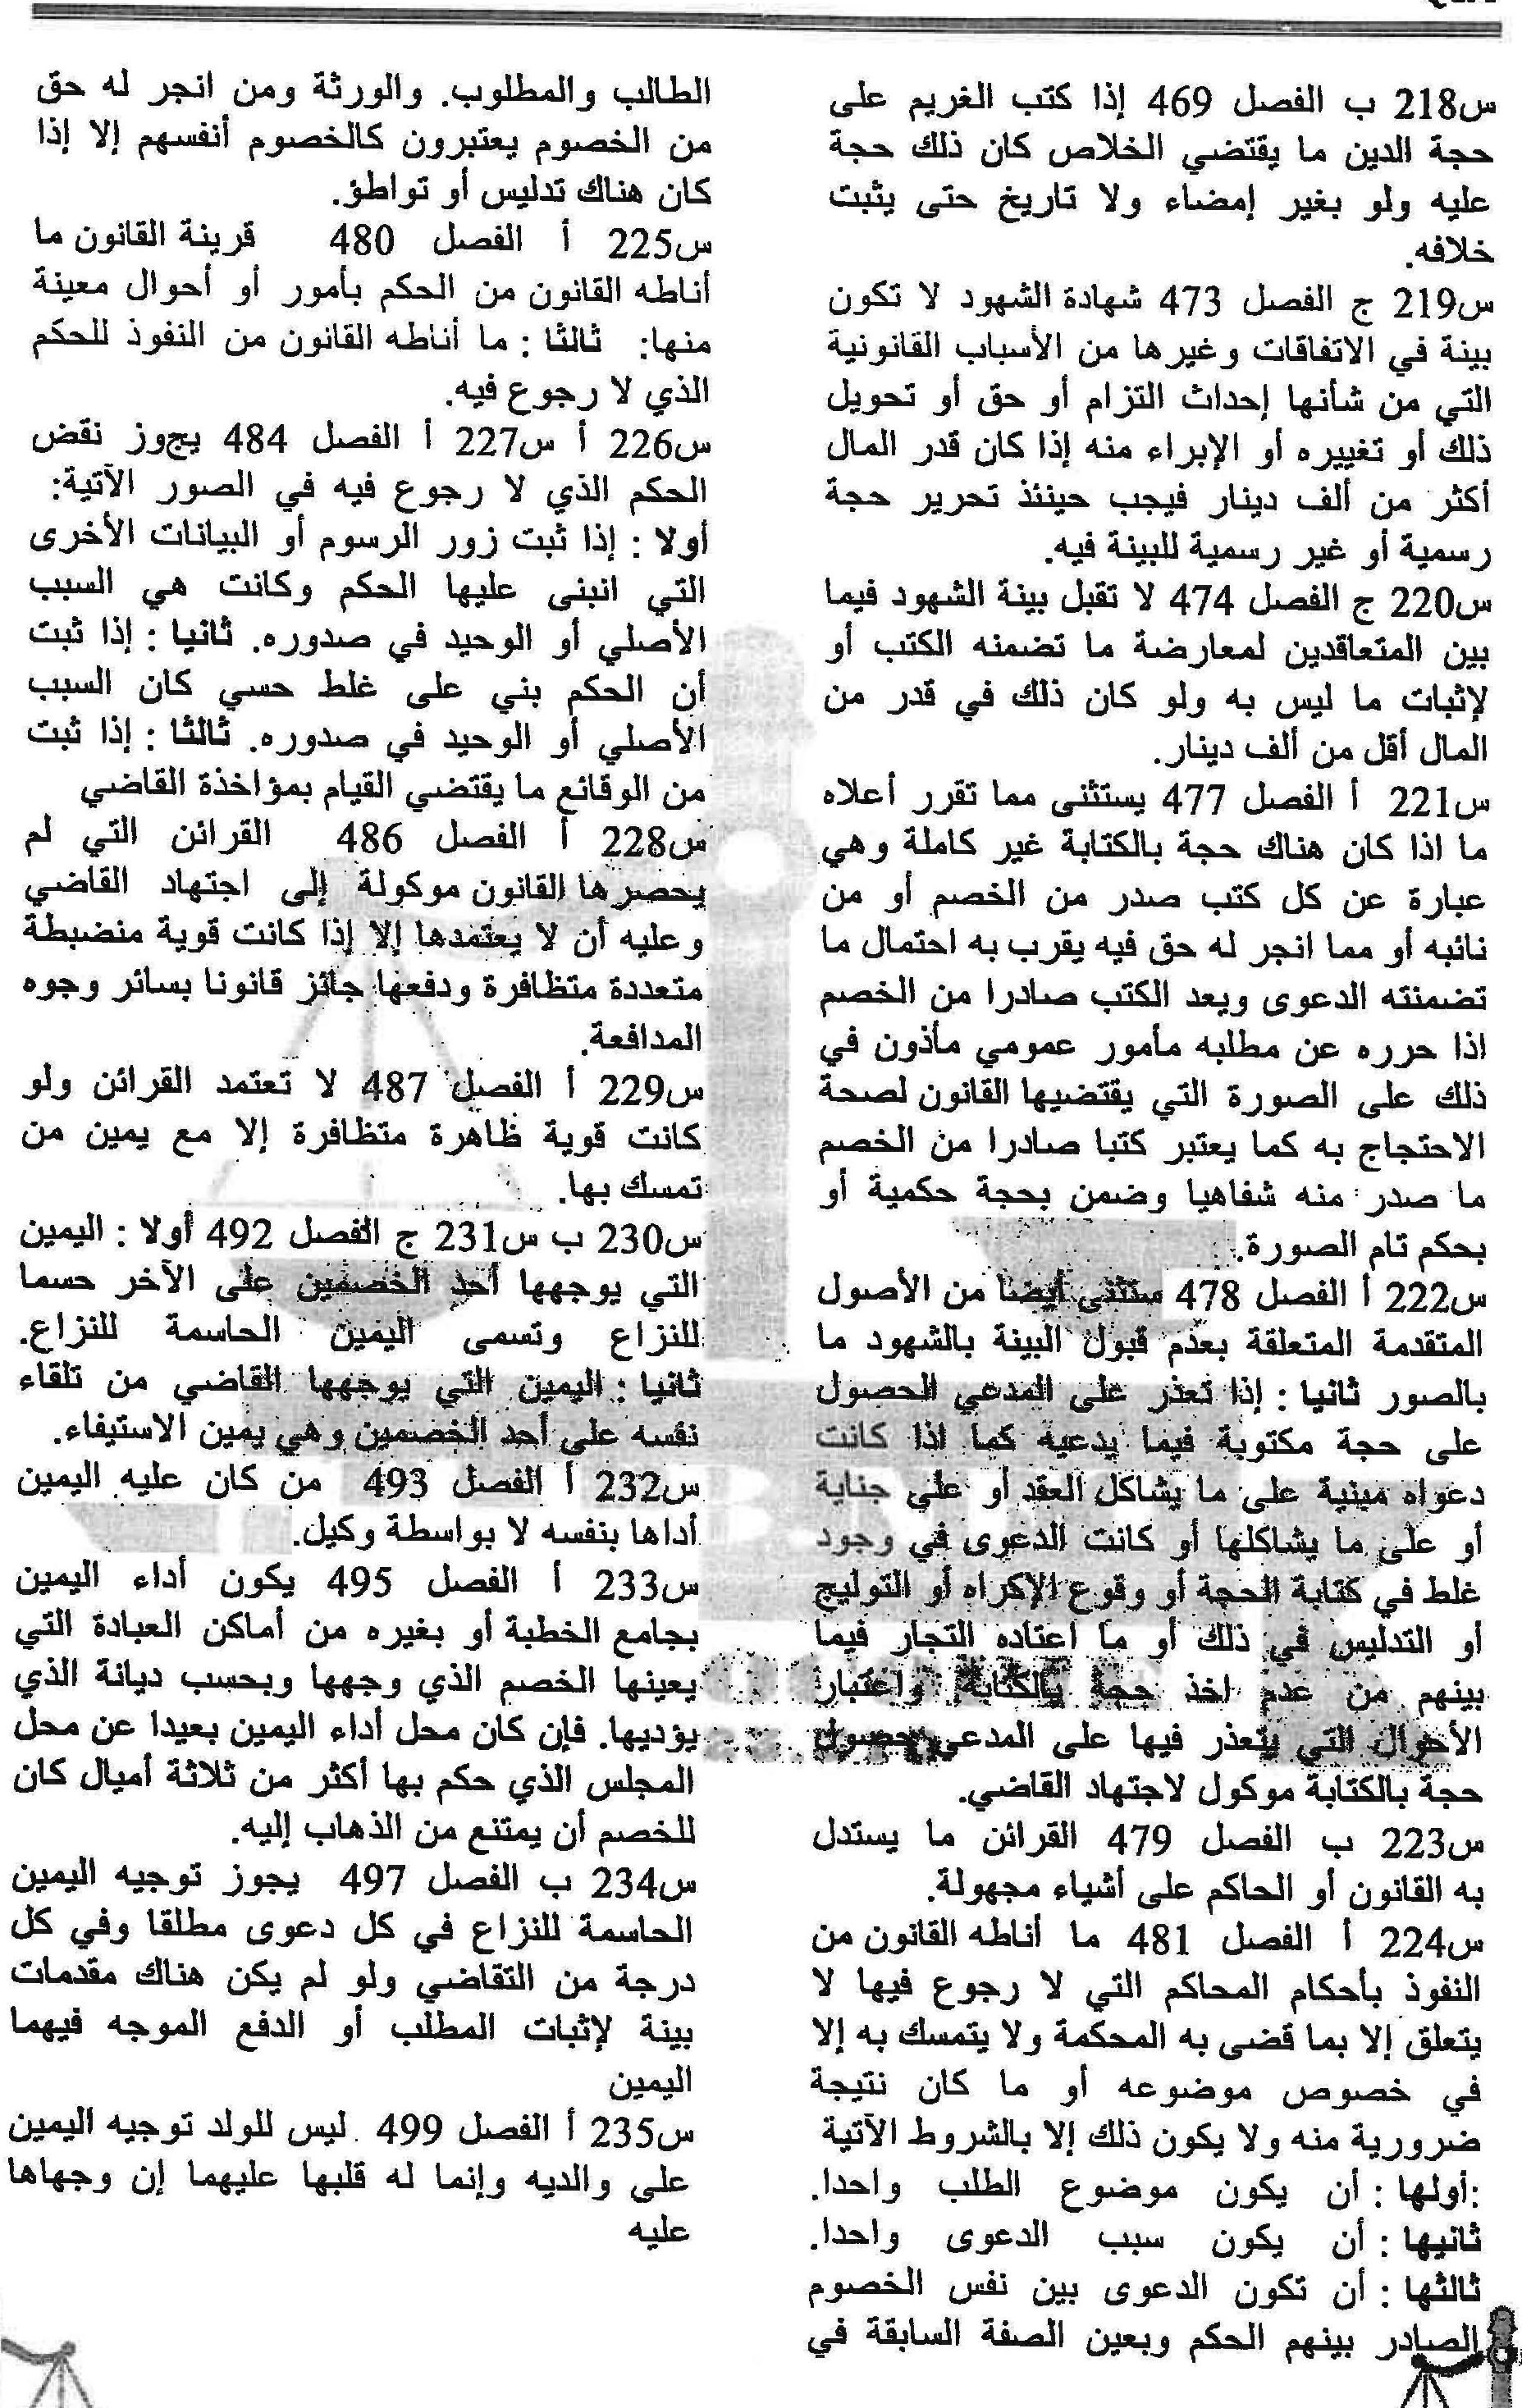 س218 ب الفصل 469 إذا كتب الغريم على
حجة الدين ما يقتضي الخلاص كان ذلك حجة
عليه ولو بغير إمضاء ولا تاريخ حتى يثبت
خلافه.
س219 ج الفصل 473 شهادة الشهود لا تكون
بينة في الاتفاقات وغيرها من الأسباب القانونية
التي من شأنها إحداث التزام أو حق أو تحويل
ذلك أو تغييره أو الإبراء منه إذا كان قدر المال
أكثر من ألف دينار فيجب حينئذ تحرير حجة
رسمية أو غير رسمية للبينة فيه.
س220 ج الفصل 474 لا تقبل بينة الشهود فيما
بين المتعاقدين لمعارضة ما تضمنه الكتب أو
لإثبات ما ليس به ولو كان ذلك في قدر من
المال أقل من ألف دينار.
س221 أ الفصل 477 يستثنى مما تقرر أعلاه
ما اذا كان هناك حجة بالكتابة غير كاملة وهي
عبارة عن كل كتب صدر من الخصم أو من
نائبه أو مما انجر له حق فيه يقرب به احتمال ما
تضمنته الدعوى ويعد الكتب صادرا من الخصم
اذا حرره عن مطلبه مأمور عمومي مأذون في
ذلك على الصورة التي يقتضيها القانون لصحة
الاحتجاج به كما يعتبر كتبا صادرا من الخصم
ما صدر منه شفاهيا وضمن بحجة حكمية أو
بحكم تام الصورة.
س222 أ الفصل 478 ستثنى أيضا من الأصول
المتقدمة المتعلقة بعدم قبول البينة بالشهود ما
بالصور ثانيا : إذا تعذر على المدعي الحصول
على حجة مكتوبة فيما يدعيه كما اذا كانت
دعواه مبنية على ما يشاكل العقد أو على جناية
أو على ما يشاكلها أو كانت الدعوى في وجود
غلط في كتابة الحجة أو وقوع الإكراه أو التوليج
أو التدليس في ذلك أو ما اعتاده التجار فيما
بينهم من عدم اخذ حجة بالكتابة واعتبار
الأحوال التي يتعذر فيها على المدعي حصول
حجة بالكتابة موكول لاجتهاد القاضي.
س223 ب الفصل 479 القرائن ما يستدل
به القانون أو الحاكم على أشياء مجهولة.
س224 أ الفصل 481 ما أناطه القانون من
النفوذ بأحكام المحاكم التي لا رجوع فيها لا
يتعلق إلا بما قضى به المحكمة ولا يتمسك به إلا
في خصوص موضوعه أو ما كان نتيجة
ضرورية منه ولا يكون ذلك إلا بالشروط الآتية
:أولها : أن يكون موضوع الطلب واحدا.
ثانيها : أن يكون سبب الدعوى واحدا.
ثالثها : أن تكون الدعوى بين نفس الخصوم
الصادر بينهم الحكم وبعين الصفة السابقة في
الطالب والمطلوب. والورثة ومن انجر له حق
من الخصوم يعتبرون كالخصوم أنفسهم إلا إذا
كان هناك تدليس أو تواطؤ.
س225 أ الفصل 480 قرينة القانون ما
أناطه القانون من الحكم بأمور أو أحوال معينة
منها: ثالثا : ما أناطه القانون من النفوذ للحكم
الذي لا رجوع فيه.
س226 أ س227 أ الفصل 484 يجوز نقض
الحكم الذي لا رجوع فيه في الصور الآتية:
أولا : إذا ثبت زور الرسوم أو البيانات الأخرى
التي انبنى عليها الحكم وكانت هي السبب
الأصلي أو الوحيد في صدوره. ثانيا : إذا ثبت
أن الحكم بني على غلط حسي كان السبب
الأصلي أو الوحيد في صدوره. ثالثا : إذا ثبت
من الوقائع ما يقتضي القيام بمؤاخذة القاضي
س228 أ الفصل 486 القرائن التي لم
يحصرها القانون موكولة إلى اجتهاد القاضي
وعليه أن لا يعتمدها إلا إذا كانت قوية منضبطة
متعددة متظافرة ودفعها جائز قانونا بسائر وجوه
المدافعة.
س229 أ الفصل 487 لا تعتمد القرائن ولو
كانت قوية ظاهرة متظافرة إلا مع يمين من
تمسك بها.
س230 ب س231 ج الفصل 492 أولا : اليمين
التي يوجهها أحد الخصمين على الآخر حسما
للنزاع وتسمى اليمين الحاسمة للنزاع.
ثانيا : اليمين التي يوجهها القاضي من تلقاء
نفسه على أحد الخصمين وهي يمين الاستيفاء.
س232 أ الفصل 493 من كان عليه اليمين
أداها بنفسه لا بواسطة وكيل.
س233 أ الفصل 495 يكون أداء اليمين
بجامع الخطبة أو بغيره من أماكن العبادة التي
يعينها الخصم الذي وجهها وبحسب ديانة الذي
يؤديها. فإن كان محل أداء اليمين بعيدا عن محل
المجلس الذي حكم بها أكثر من ثلاثة أميال كان
للخصم أن يمتنع من الذهاب إليه.
س234 ب الفصل 497 يجوز توجيه اليمين
الحاسمة للنزاع في كل دعوى مطلقا وفي كل
درجة من التقاضي ولو لم يكن هناك مقدمات
بينة لإثبات المطلب أو الدفع الموجه فيهما
اليمين
س235 أ الفصل 499 ليس للولد توجيه اليمين
على والديه وإنما له قلبها عليهما إن وجهاها
عليه